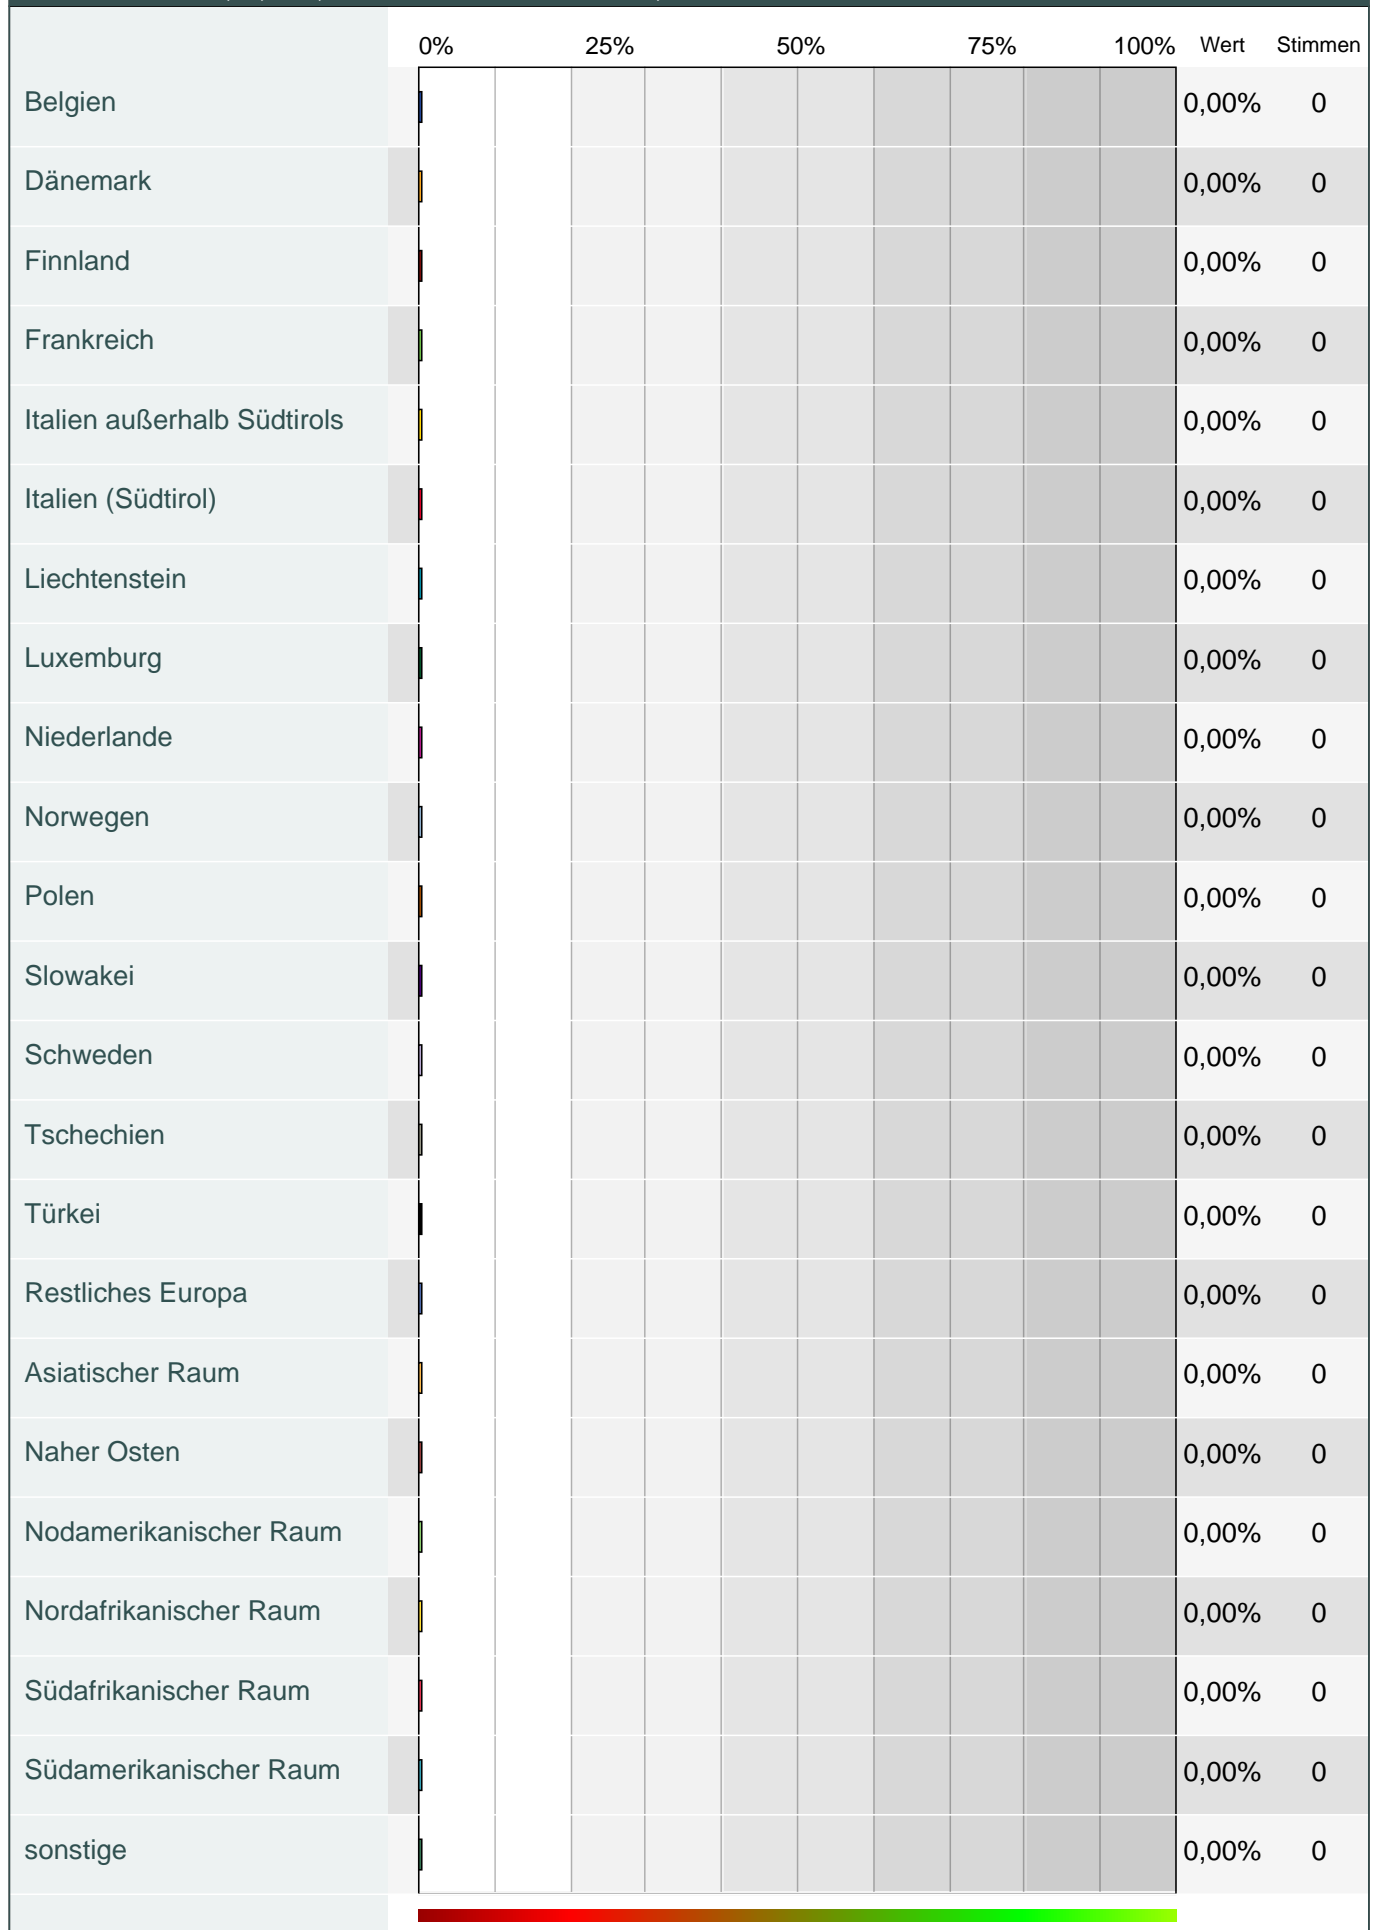 0% 25% 50% 75% 100% Wert Stimmen
Belgien 0,00% 0
Dänemark 0,00% 0
Finnland 0,00% 0
Frankreich 0,00% 0
Italien außerhalb Südtirols 0,00% 0
Italien (Südtirol) 0,00% 0
Liechtenstein 0,00% 0
Luxemburg 0,00% 0
Niederlande 0,00% 0
Norwegen 0,00% 0
Polen 0,00% 0
Slowakei 0,00% 0
Schweden 0,00% 0
Tschechien 0,00% 0
Türkei 0,00% 0
Restliches Europa 0,00% 0
Asiatischer Raum 0,00% 0
Naher Osten 0,00% 0
Nodamerikanischer Raum 0,00% 0
Nordafrikanischer Raum 0,00% 0
Südafrikanischer Raum 0,00% 0
Südamerikanischer Raum 0,00% 0
sonstige 0,00% 0